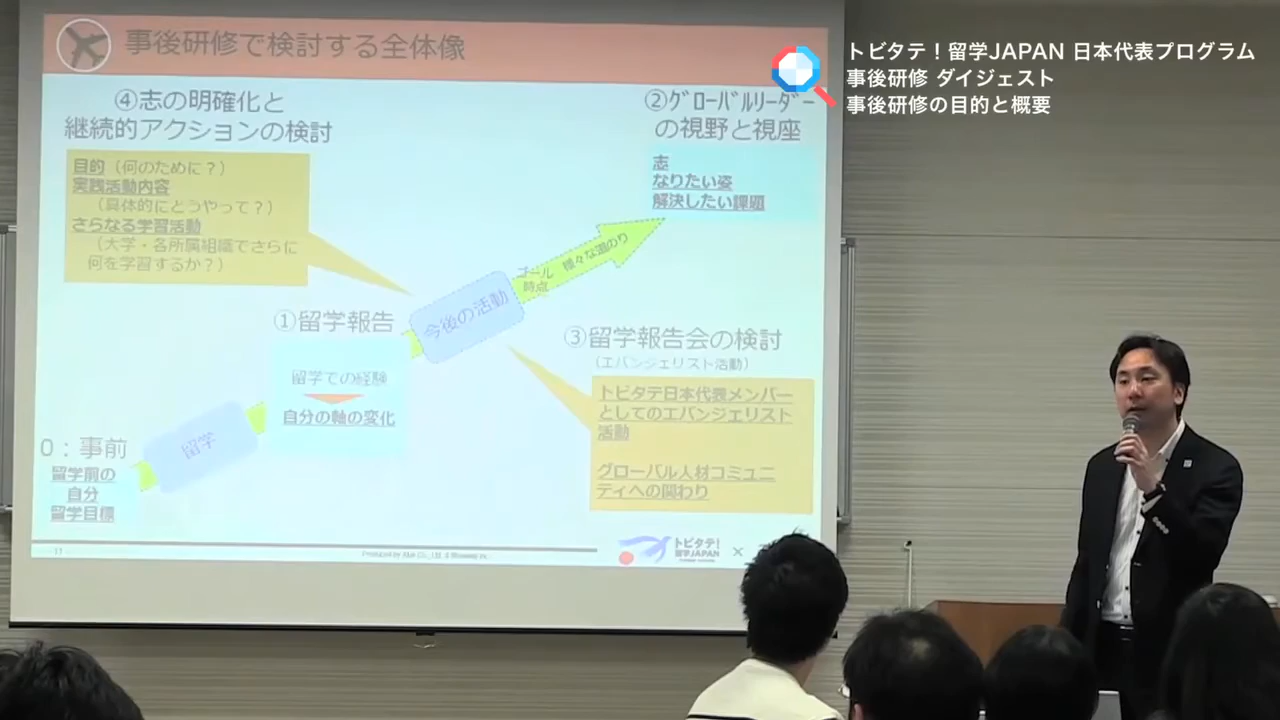 トビタテ！留学JAPAN 日本代表プログラム
事後研修 ダイジェスト
事後研修の目的と概要
事後研修で検討する全体像
④志の明確化と
継続的アクションの検討
目的（何のために？）
実践活動内容
（具体的にどうやって？）
さらなる学習活動
（大学・各所属組織でさらに
何を学習するか？）
②ｸﾞﾛｰﾊﾞﾙﾘｰﾀﾞｰ
の視野と視座
志
なりたい姿
解決したい課題
ゴール
時点
様々な道のり
今後の活動
①留学報告
留学での経験
自分の軸の変化
③留学報告会の検討
（エバンジェリスト活動）
トビタテ日本代表メンバー
としてのエバンジェリスト
活動
グローバル人材コミュニ
ティへの関わり
留学
0：事前
留学前の
自分
留学目標
トビタテ！
留学JAPAN
×